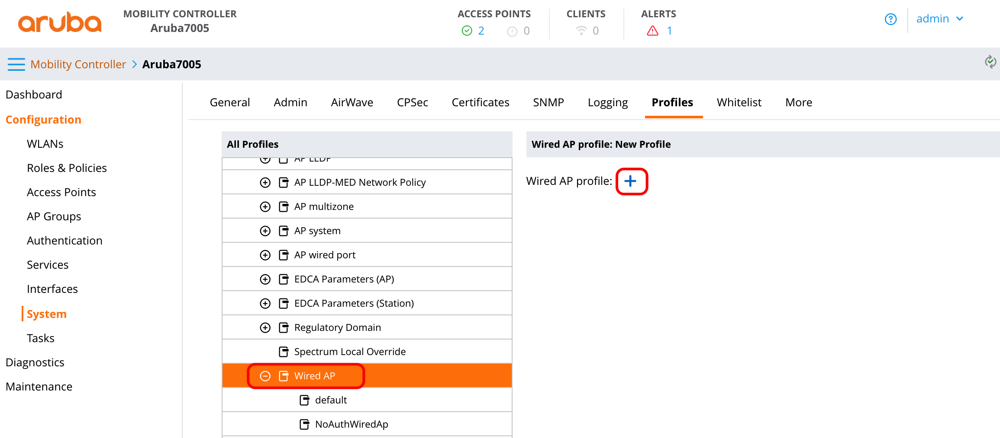 aruba
MOBILITY CONTROLLER
Aruba7005
ACCESS POINTS
2 0
CLIENTS
0
ALERTS
1
admin
Mobility Controller > Aruba7005
Dashboard
Configuration
WLANs
Roles & Policies
Access Points
AP Groups
Authentication
Services
Interfaces
System
Tasks
Diagnostics
Maintenance
General Admin AirWave CPSec Certificates SNMP Logging Profiles Whitelist More
All Profiles
AP LLDP
AP LLDP-MED Network Policy
AP multizone
AP system
AP wired port
EDCA Parameters (AP)
EDCA Parameters (Station)
Regulatory Domain
Spectrum Local Override
Wired AP
default
NoAuthWiredAp
Wired AP profile: New Profile
Wired AP profile: +